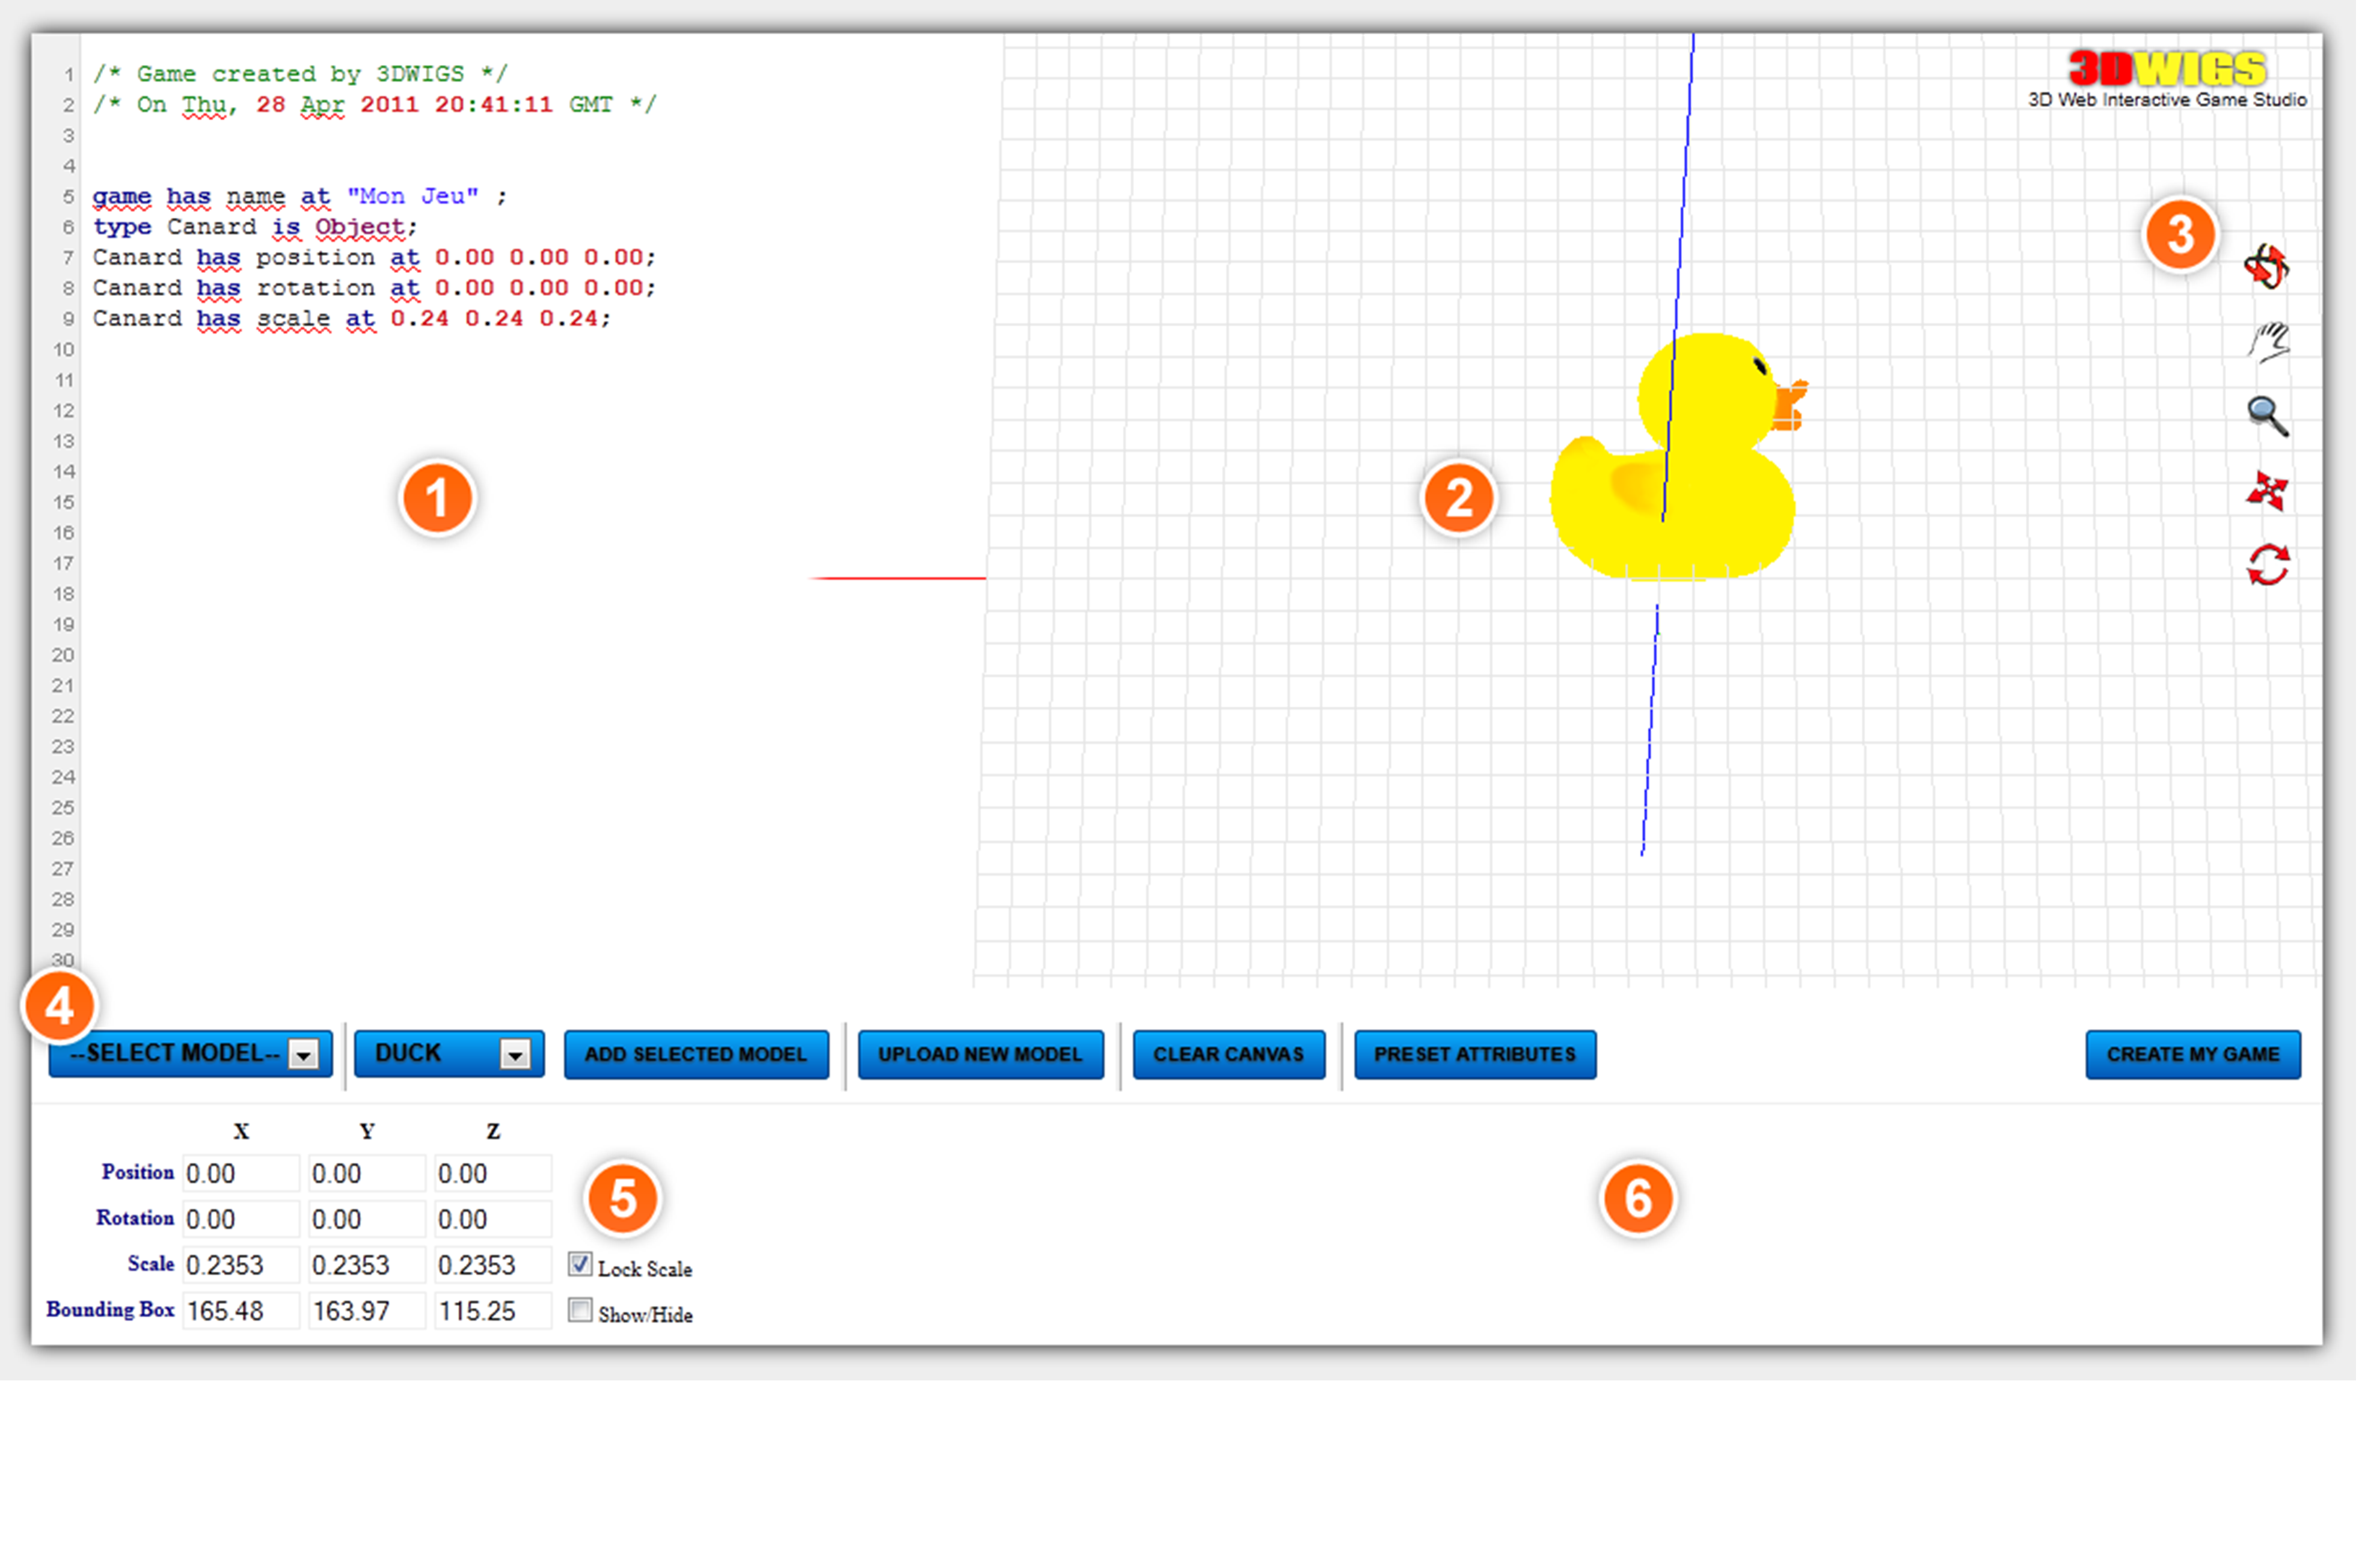 1 /* Game created by 3DWIGS */
2 /* On Thu, 28 Apr 2011 20:41:11 GMT */
3
4
5 game has name at "Mon Jeu" ;
6 type Canard is Object;
7 Canard has position at 0.00 0.00 0.00;
8 Canard has rotation at 0.00 0.00 0.00;
9 Canard has scale at 0.24 0.24 0.24;
10
11
12
13
14
15
16
17
18
19
20
21
22
23
24
25
26
27
28
29
30
1
3DWIGS
3D Web Interactive Game Studio
2
3
4
--SELECT MODEL-- DUCK ADD SELECTED MODEL UPLOAD NEW MODEL CLEAR CANVAS PRESET ATTRIBUTES CREATE MY GAME
X Y Z
Position 0.00 0.00 0.00
Rotation 0.00 0.00 0.00
Scale 0.2353 0.2353 0.2353 Lock Scale
Bounding Box 165.48 163.97 115.25 Show/Hide
5
6